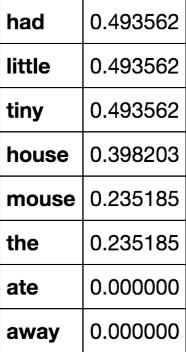 had 0.493562
little 0.493562
tiny 0.493562
house 0.398203
mouse 0.235185
the 0.235185
ate 0.000000
away 0.000000